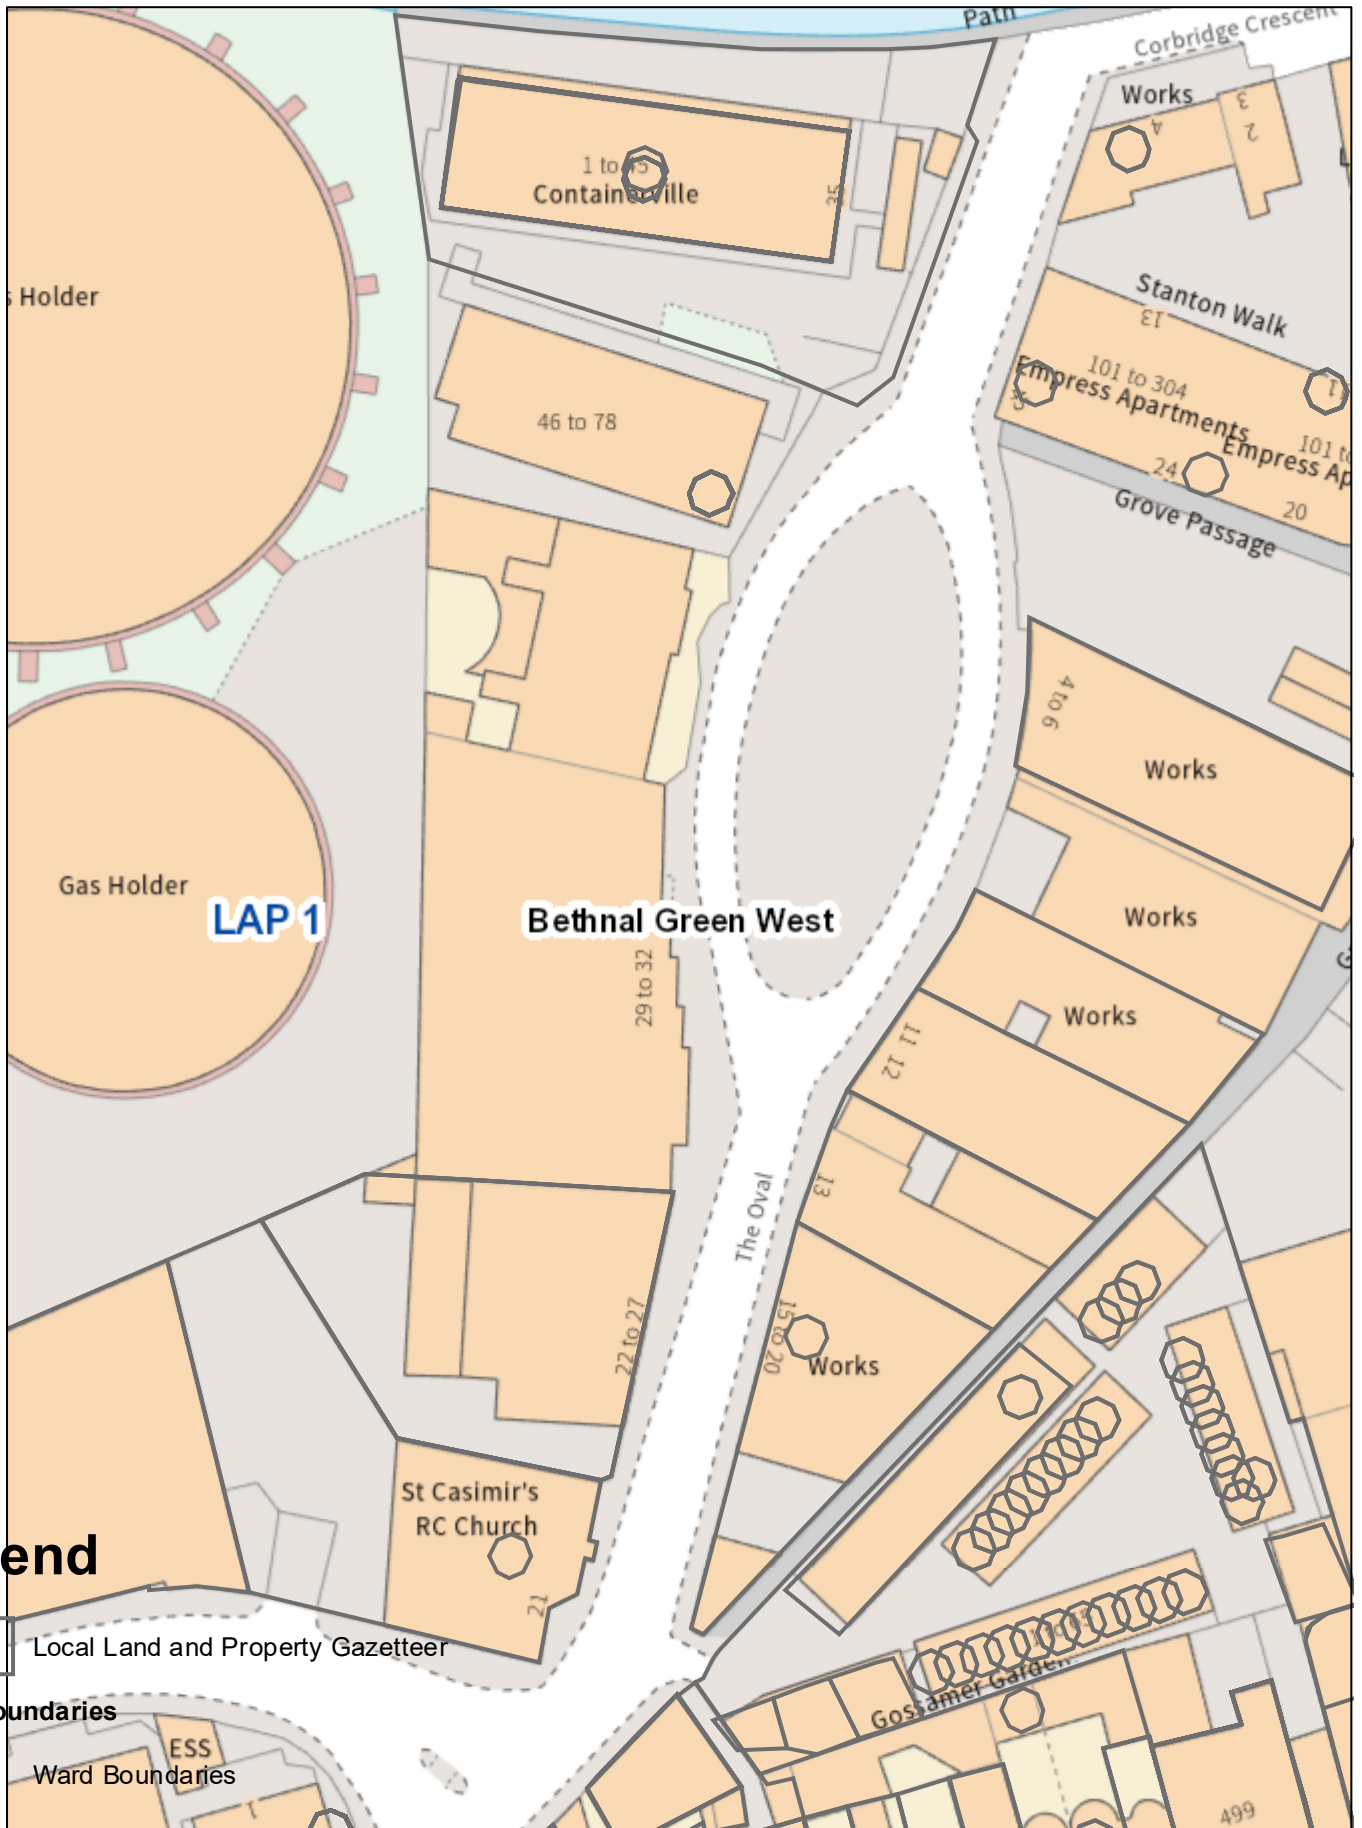 Path
Corbridge Crescent
Works
4
3
2
1 to 45
Containerville
35
s Holder
Stanton Walk
13
101 to 304
Empress Apartments
45
11
101 to
Empress Ap
24
20
Grove Passage
46 to 78
4 to 6
Works
Gas Holder
LAP 1
Bethnal Green West
Works
29 to 32
Works
11 12
13
The Oval
22 to 27
15 to 20
Works
St Casimir's
RC Church
21
end
Local Land and Property Gazetteer
oundaries
Ward Boundaries
ESS
1
Gossamer Garden
499